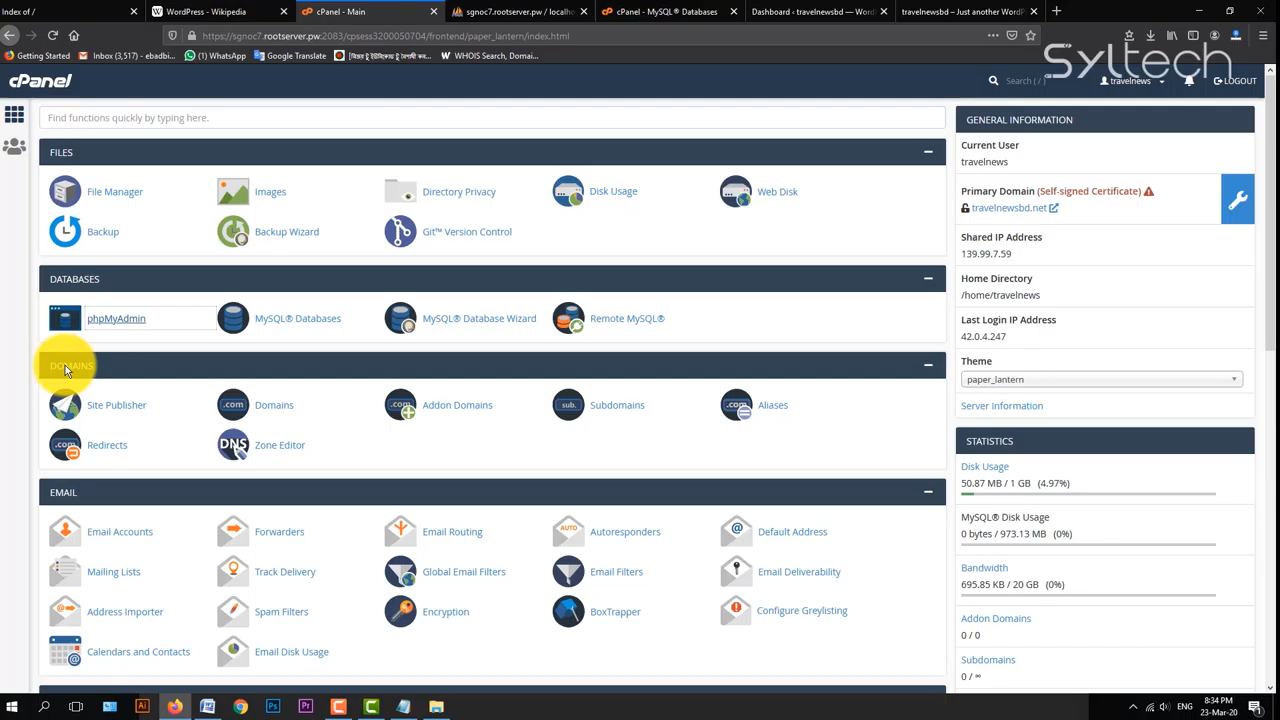 Index of /
WordPress - Wikipedia
cPanel - Main
sgnoc7.rootserver.pw / localho
cPanel - MySQL® Databases
Dashboard ‹ travelnewsbd — Word
travelnewsbd – Just another WordP
https://sgnoc7.rootserver.pw:2083/cpsess3200050704/frontend/paper_lantern/index.html
Getting Started
Inbox (3,517) - ebadbi
(1) WhatsApp
Google Translate
WHOIS Search, Domai...
Syltech
cPanel
Search ( / )
travelnews
LOGOUT
Find functions quickly by typing here.
FILES
File Manager
Images
Directory Privacy
Disk Usage
Web Disk
Backup
Backup Wizard
Git™ Version Control
DATABASES
phpMyAdmin
MySQL® Databases
MySQL® Database Wizard
Remote MySQL®
DOMAINS
Site Publisher
Domains
Addon Domains
Subdomains
Aliases
Redirects
Zone Editor
EMAIL
Email Accounts
Forwarders
Email Routing
Autoresponders
Default Address
Mailing Lists
Track Delivery
Global Email Filters
Email Filters
Email Deliverability
Address Importer
Spam Filters
Encryption
BoxTrapper
Configure Greylisting
Calendars and Contacts
Email Disk Usage
GENERAL INFORMATION
Current User
travelnews
Primary Domain (Self-signed Certificate)
travelnewsbd.net
Shared IP Address
139.99.7.59
Home Directory
/home/travelnews
Last Login IP Address
42.0.4.247
Theme
paper_lantern
Server Information
STATISTICS
Disk Usage
50.87 MB / 1 GB (4.97%)
MySQL® Disk Usage
0 bytes / 973.13 MB (0%)
Bandwidth
695.85 KB / 20 GB (0%)
Addon Domains
0 / 0
Subdomains
0 / ∞
ENG
8:34 PM
23-Mar-20